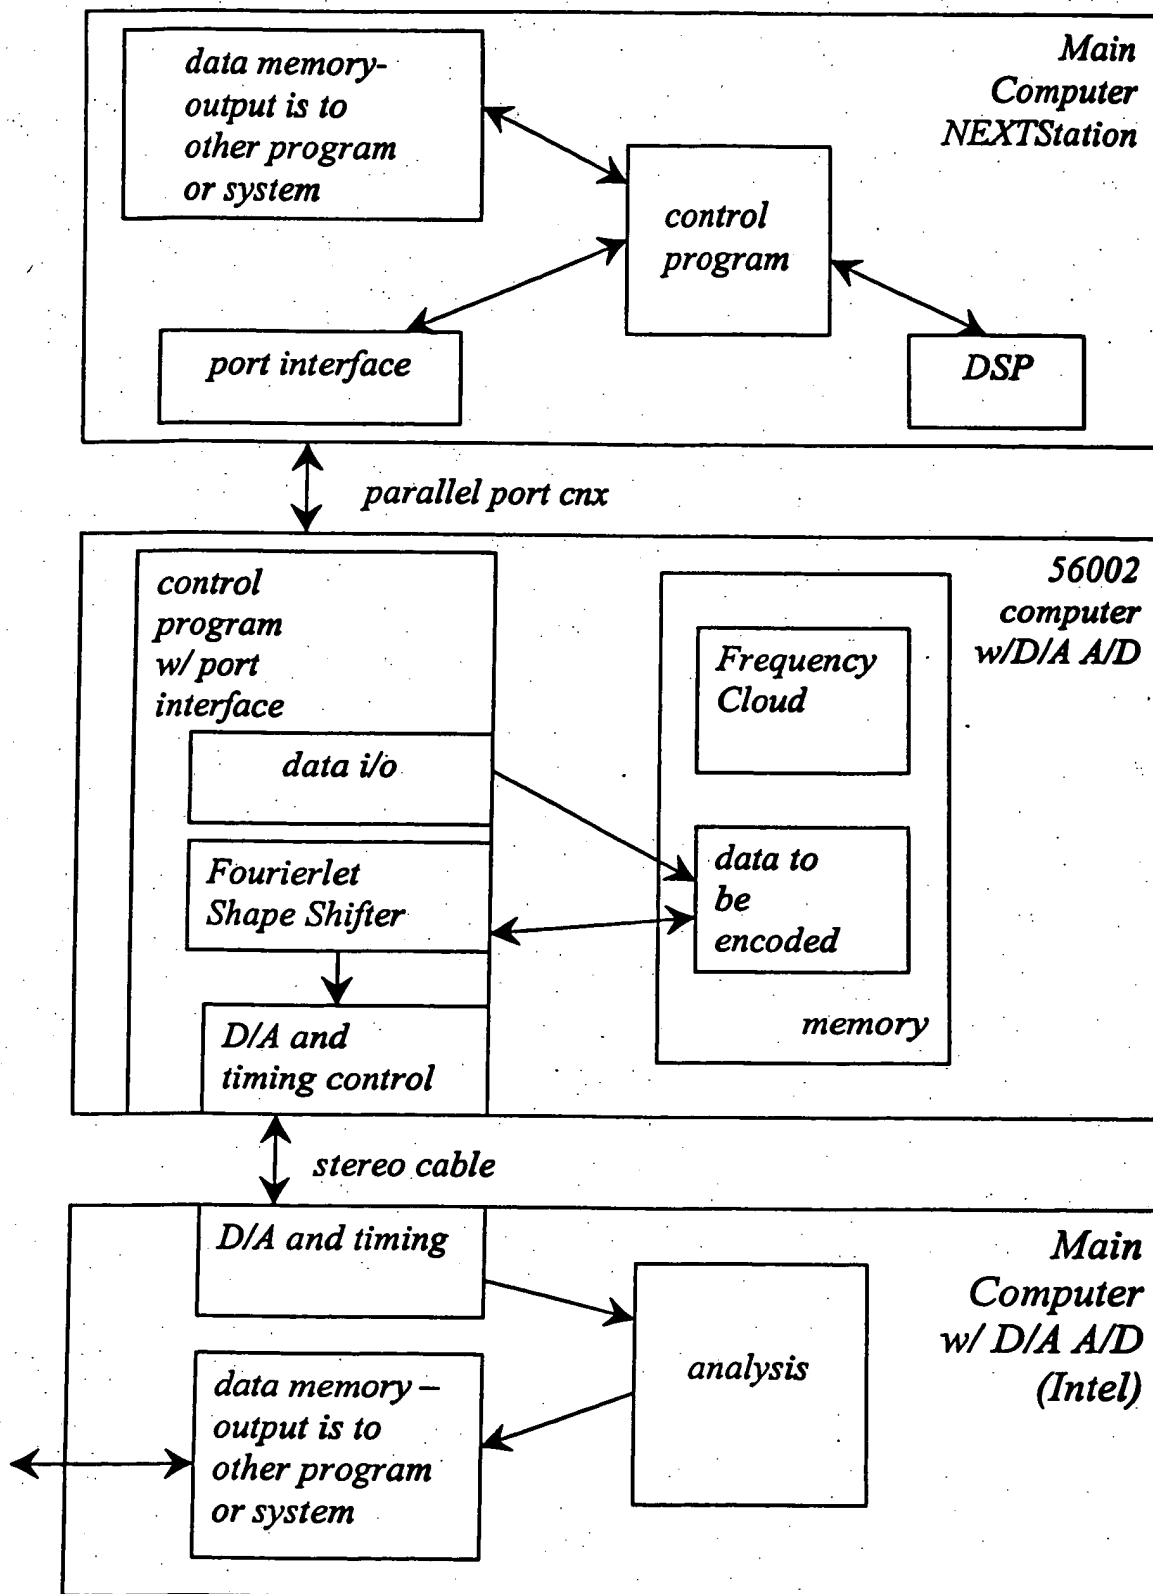 data memory-
output is to
other program
or system
Main
Computer
NEXTStation
control
program
port interface
DSP
parallel port cnx
control
program
w/ port
interface
56002
computer
w/D/A A/D
Frequency
Cloud
data i/o
Fourierlet
Shape Shifter
data to
be
encoded
memory
D/A and
timing control
stereo cable
D/A and timing
Main
Computer
w/ D/A A/D
(Intel)
analysis
data memory –
output is to
other program
or system